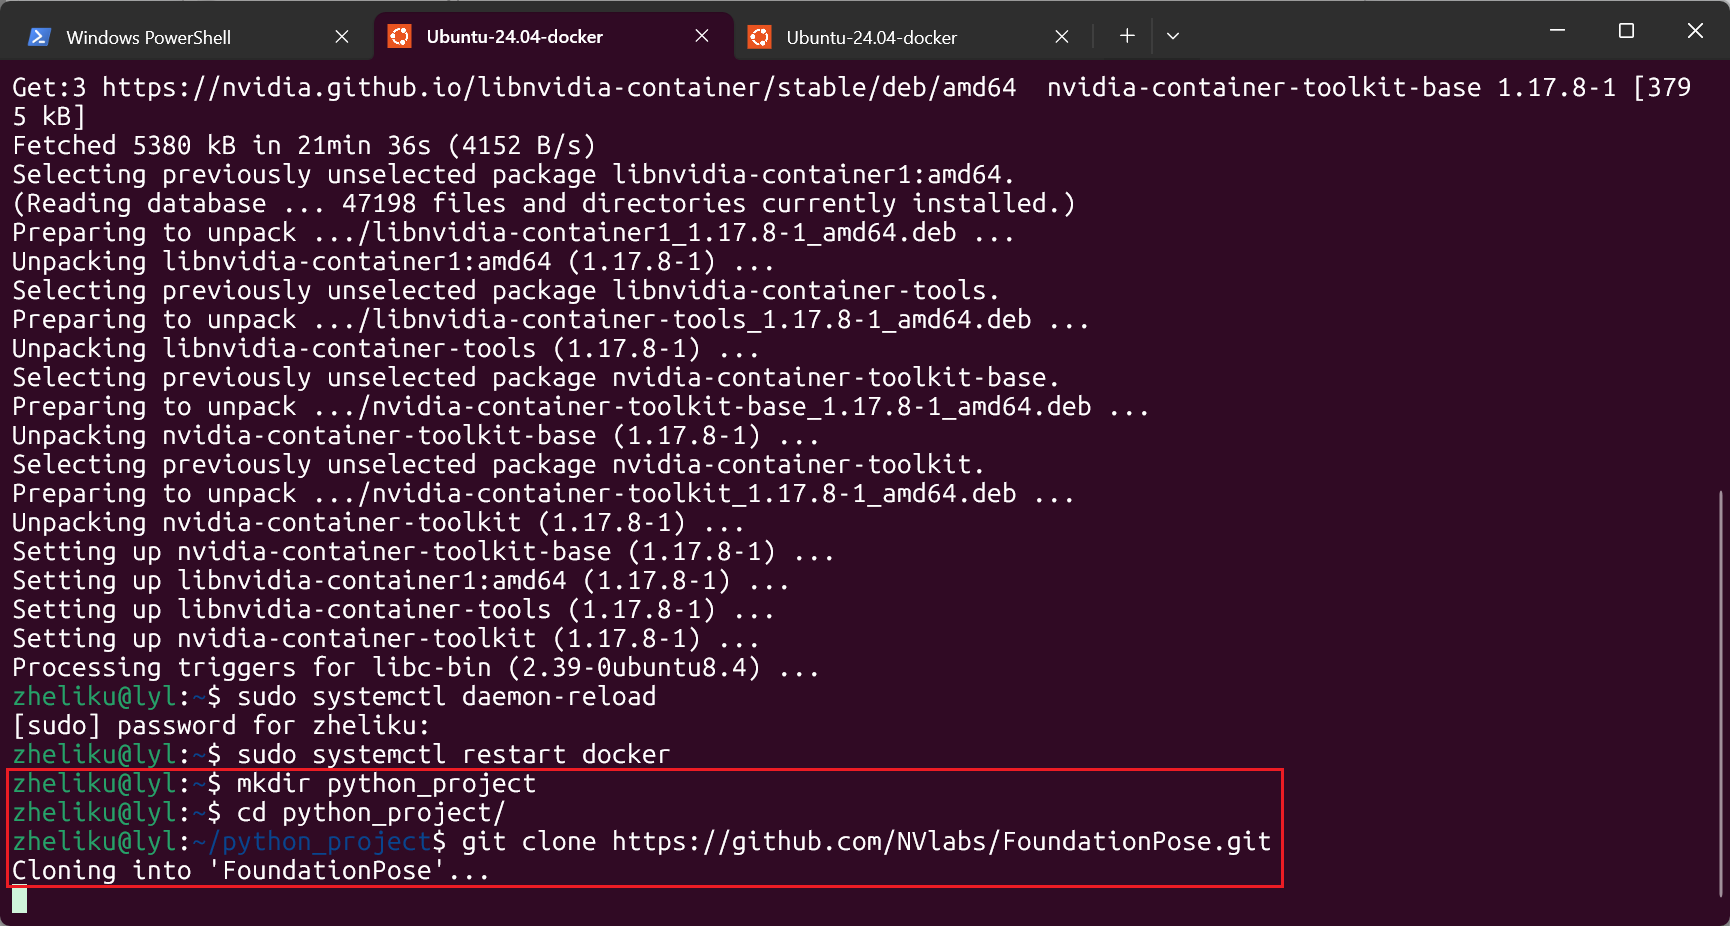 Windows PowerShell
Ubuntu-24.04-docker
Ubuntu-24.04-docker
Get:3 https://nvidia.github.io/libnvidia-container/stable/deb/amd64  nvidia-container-toolkit-base 1.17.8-1 [379
5 kB]
Fetched 5380 kB in 21min 36s (4152 B/s)
Selecting previously unselected package libnvidia-container1:amd64.
(Reading database ... 47198 files and directories currently installed.)
Preparing to unpack .../libnvidia-container1_1.17.8-1_amd64.deb ...
Unpacking libnvidia-container1:amd64 (1.17.8-1) ...
Selecting previously unselected package libnvidia-container-tools.
Preparing to unpack .../libnvidia-container-tools_1.17.8-1_amd64.deb ...
Unpacking libnvidia-container-tools (1.17.8-1) ...
Selecting previously unselected package nvidia-container-toolkit-base.
Preparing to unpack .../nvidia-container-toolkit-base_1.17.8-1_amd64.deb ...
Unpacking nvidia-container-toolkit-base (1.17.8-1) ...
Selecting previously unselected package nvidia-container-toolkit.
Preparing to unpack .../nvidia-container-toolkit_1.17.8-1_amd64.deb ...
Unpacking nvidia-container-toolkit (1.17.8-1) ...
Setting up nvidia-container-toolkit-base (1.17.8-1) ...
Setting up libnvidia-container1:amd64 (1.17.8-1) ...
Setting up libnvidia-container-tools (1.17.8-1) ...
Setting up nvidia-container-toolkit (1.17.8-1) ...
Processing triggers for libc-bin (2.39-0ubuntu8.4) ...
zheliku@lyl:~$ sudo systemctl daemon-reload
[sudo] password for zheliku:
zheliku@lyl:~$ sudo systemctl restart docker
zheliku@lyl:~$ mkdir python_project
zheliku@lyl:~$ cd python_project/
zheliku@lyl:~/python_project$ git clone https://github.com/NVlabs/FoundationPose.git
Cloning into 'FoundationPose'...